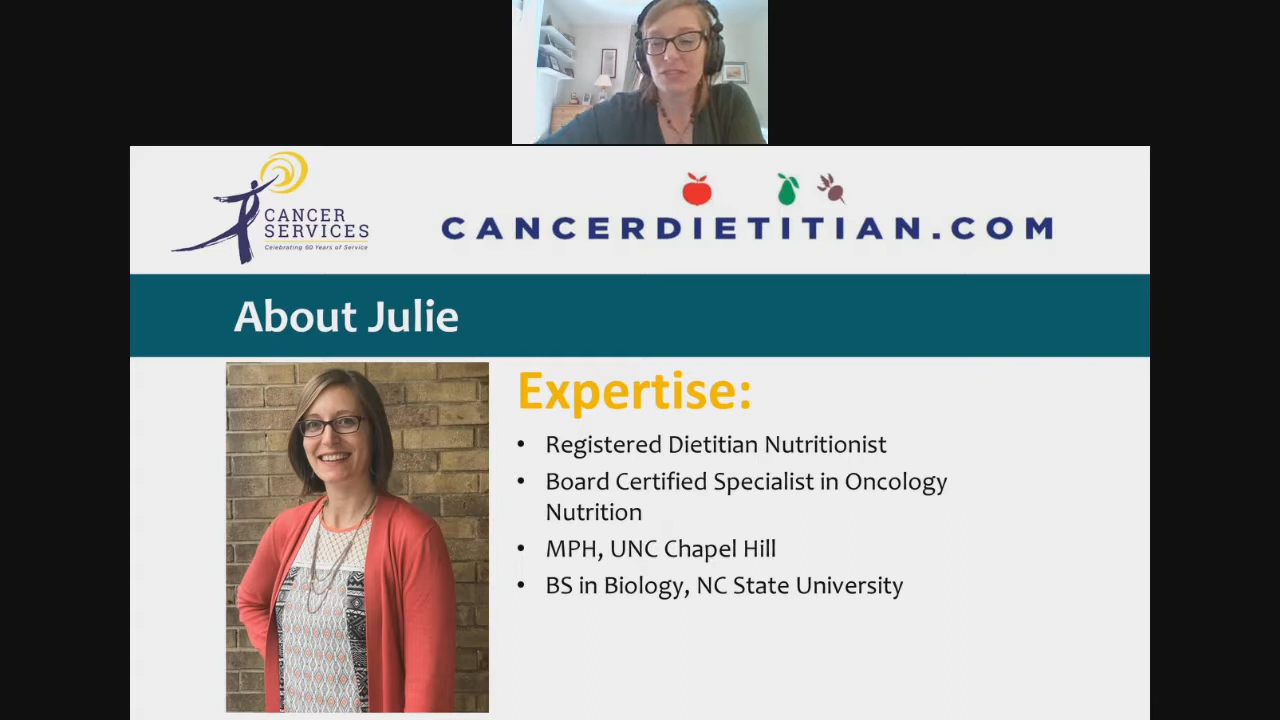 CANCER
SERVICES
Celebrating 60 Years of Service
CANCERDIETITIAN.COM
About Julie
Expertise:
• Registered Dietitian Nutritionist
• Board Certified Specialist in Oncology
Nutrition
• MPH, UNC Chapel Hill
• BS in Biology, NC State University